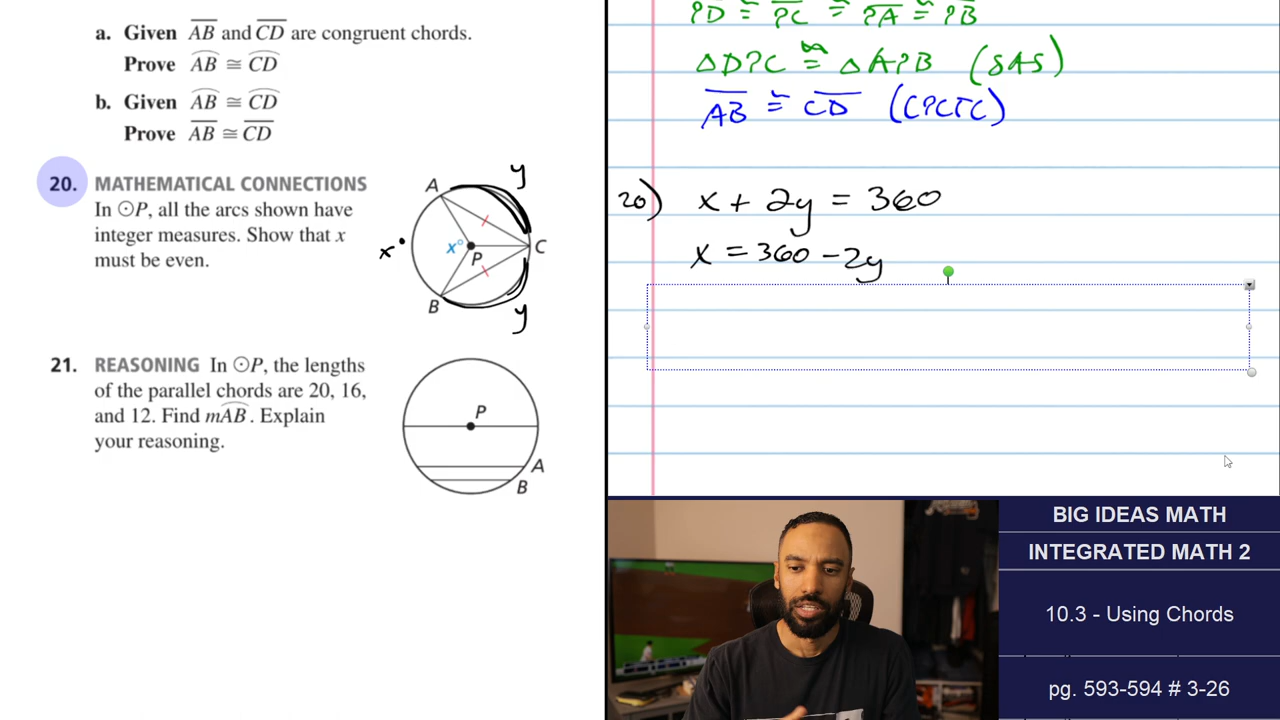 a. Given AB and CD are congruent chords.
Prove AB ≅ CD
b. Given AB ≅ CD
Prove AB ≅ CD
20. MATHEMATICAL CONNECTIONS
In ⊙P, all the arcs shown have
integer measures. Show that x
must be even.
A
y
x°
x°
P
C
B
y
21. REASONING In ⊙P, the lengths
of the parallel chords are 20, 16,
and 12. Find mAB. Explain
your reasoning.
P
A
B
PD ≅ PC ≅ PA ≅ PB
△DPC ≅ △APB (SAS)
AB ≅ CD (CPCTC)
20) x + 2y = 360
x = 360 - 2y
BIG IDEAS MATH
INTEGRATED MATH 2
10.3 - Using Chords
pg. 593-594 # 3-26